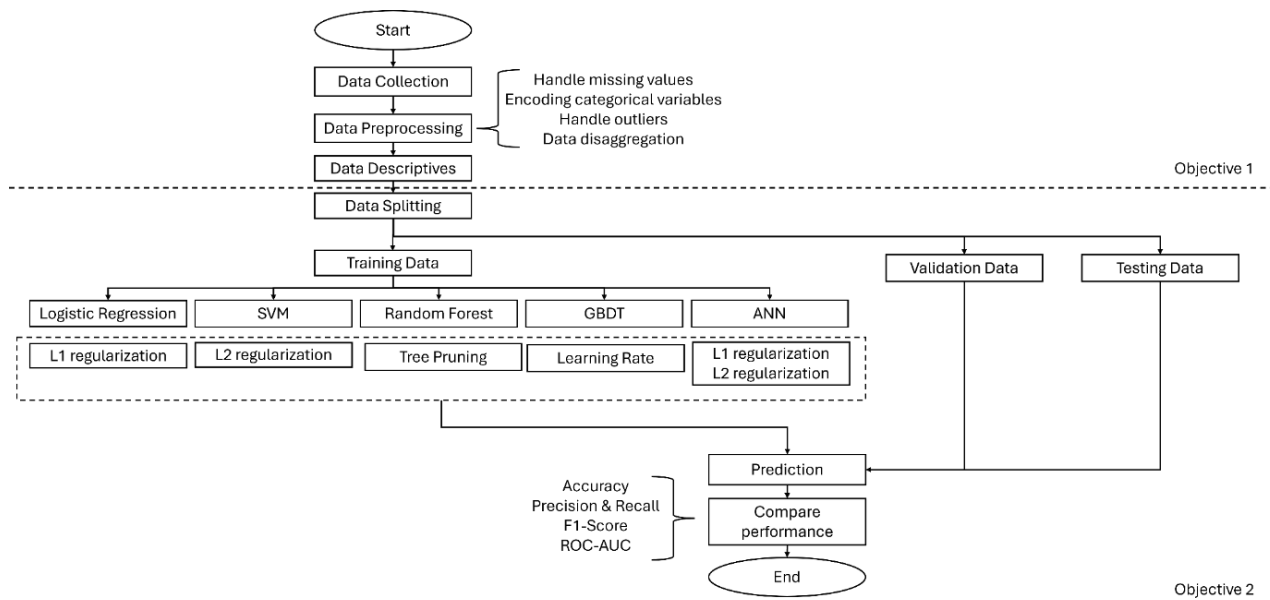 Start
Data Collection
Data Preprocessing
Handle missing values
Encoding categorical variables
Handle outliers
Data disaggregation
Data Descriptives
Objective 1
Data Splitting
Training Data
Validation Data
Testing Data
Logistic Regression
SVM
Random Forest
GBDT
ANN
L1 regularization
L2 regularization
Tree Pruning
Learning Rate
L1 regularization
L2 regularization
Prediction
Accuracy
Precision & Recall
F1-Score
ROC-AUC
Compare
performance
End
Objective 2